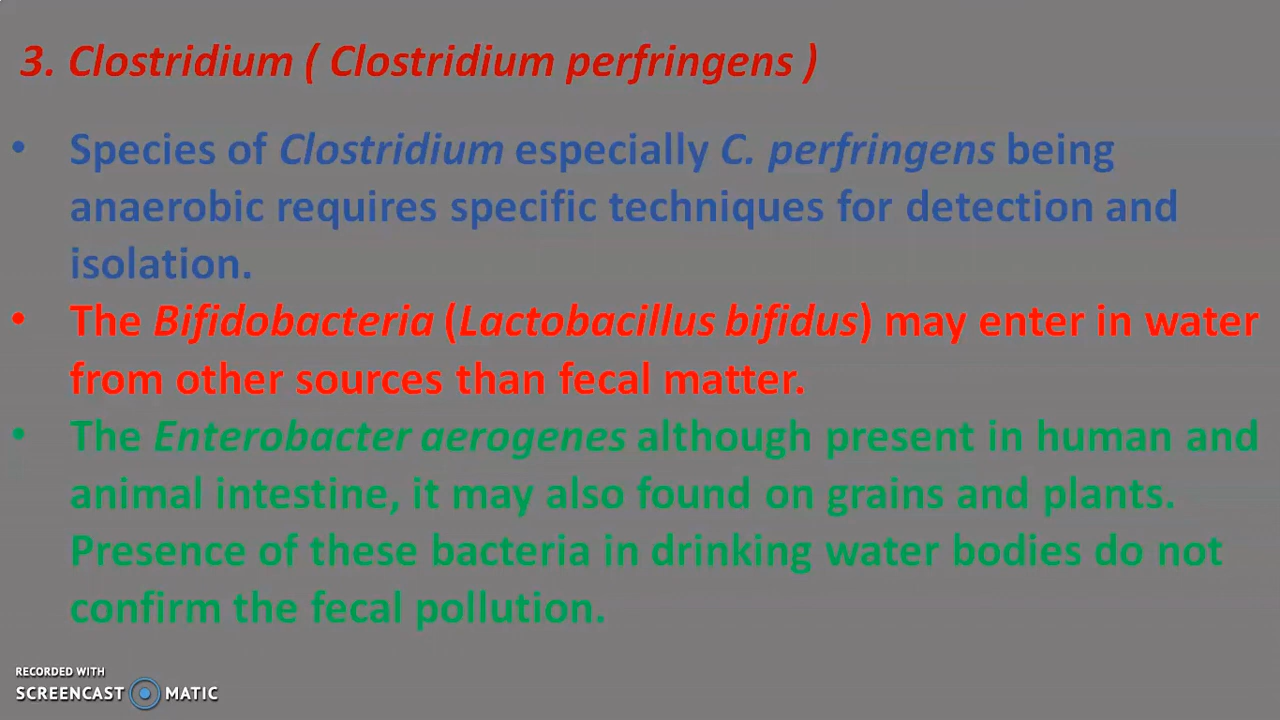 3. Clostridium ( Clostridium perfringens )
• Species of Clostridium especially C. perfringens being
anaerobic requires specific techniques for detection and
isolation.
• The Bifidobacteria (Lactobacillus bifidus) may enter in water
from other sources than fecal matter.
• The Enterobacter aerogenes although present in human and
animal intestine, it may also found on grains and plants.
Presence of these bacteria in drinking water bodies do not
confirm the fecal pollution.
RECORDED WITH
SCREENCAST MATIC